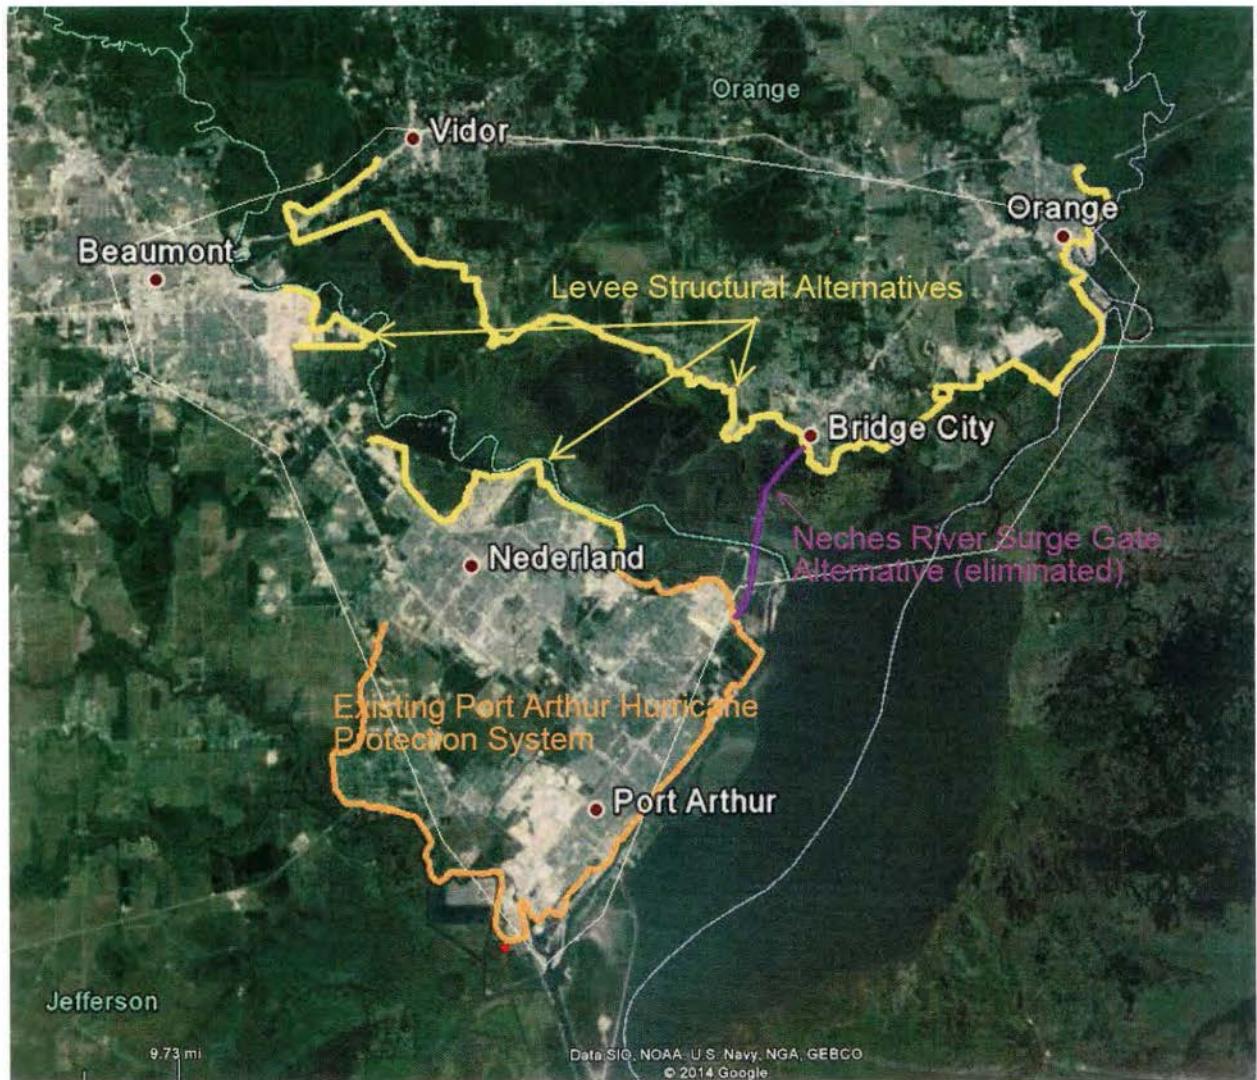 Orange
Vidor
Orange
Beaumont
Levee Structural Alternatives
Bridge City
Neches River Surge Gate
Alternative (eliminated)
Nederland
Existing Port Arthur Hurricane
Protection System
Port Arthur
Jefferson
9.73 mi
Data SIO, NOAA, U.S. Navy, NGA, GEBCO
© 2014 Google